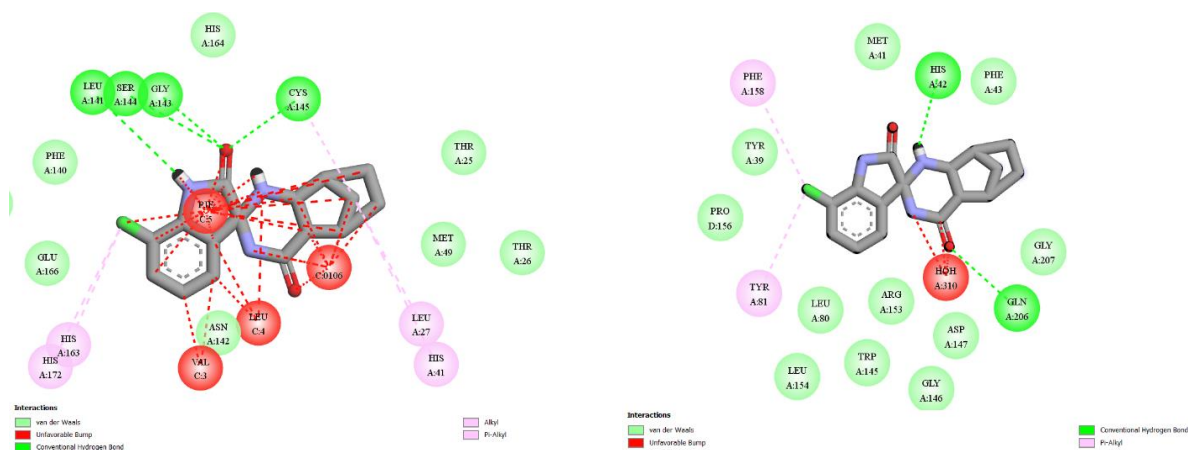 HIS
A:164
LEU
A:141
SER
A:144
GLY
A:143
CYS
A:145
PHE
A:140
THR
A:25
PJE
C:5
GLU
A:166
MET
A:49
THR
A:26
C:0106
ASN
A:142
LEU
C:4
LEU
A:27
HIS
A:163
HIS
A:172
VAL
C:3
HIS
A:41
Interactions
van der Waals
Unfavorable Bump
Conventional Hydrogen Bond
Alkyl
Pi-Alkyl
MET
A:41
PHE
A:158
HIS
A:42
PHE
A:43
TYR
A:39
PRO
D:156
GLY
A:207
HOH
A:310
TYR
A:81
LEU
A:80
ARG
A:153
GLN
A:206
ASP
A:147
LEU
A:154
TRP
A:145
GLY
A:146
Interactions
van der Waals
Unfavorable Bump
Conventional Hydrogen Bond
Pi-Alkyl